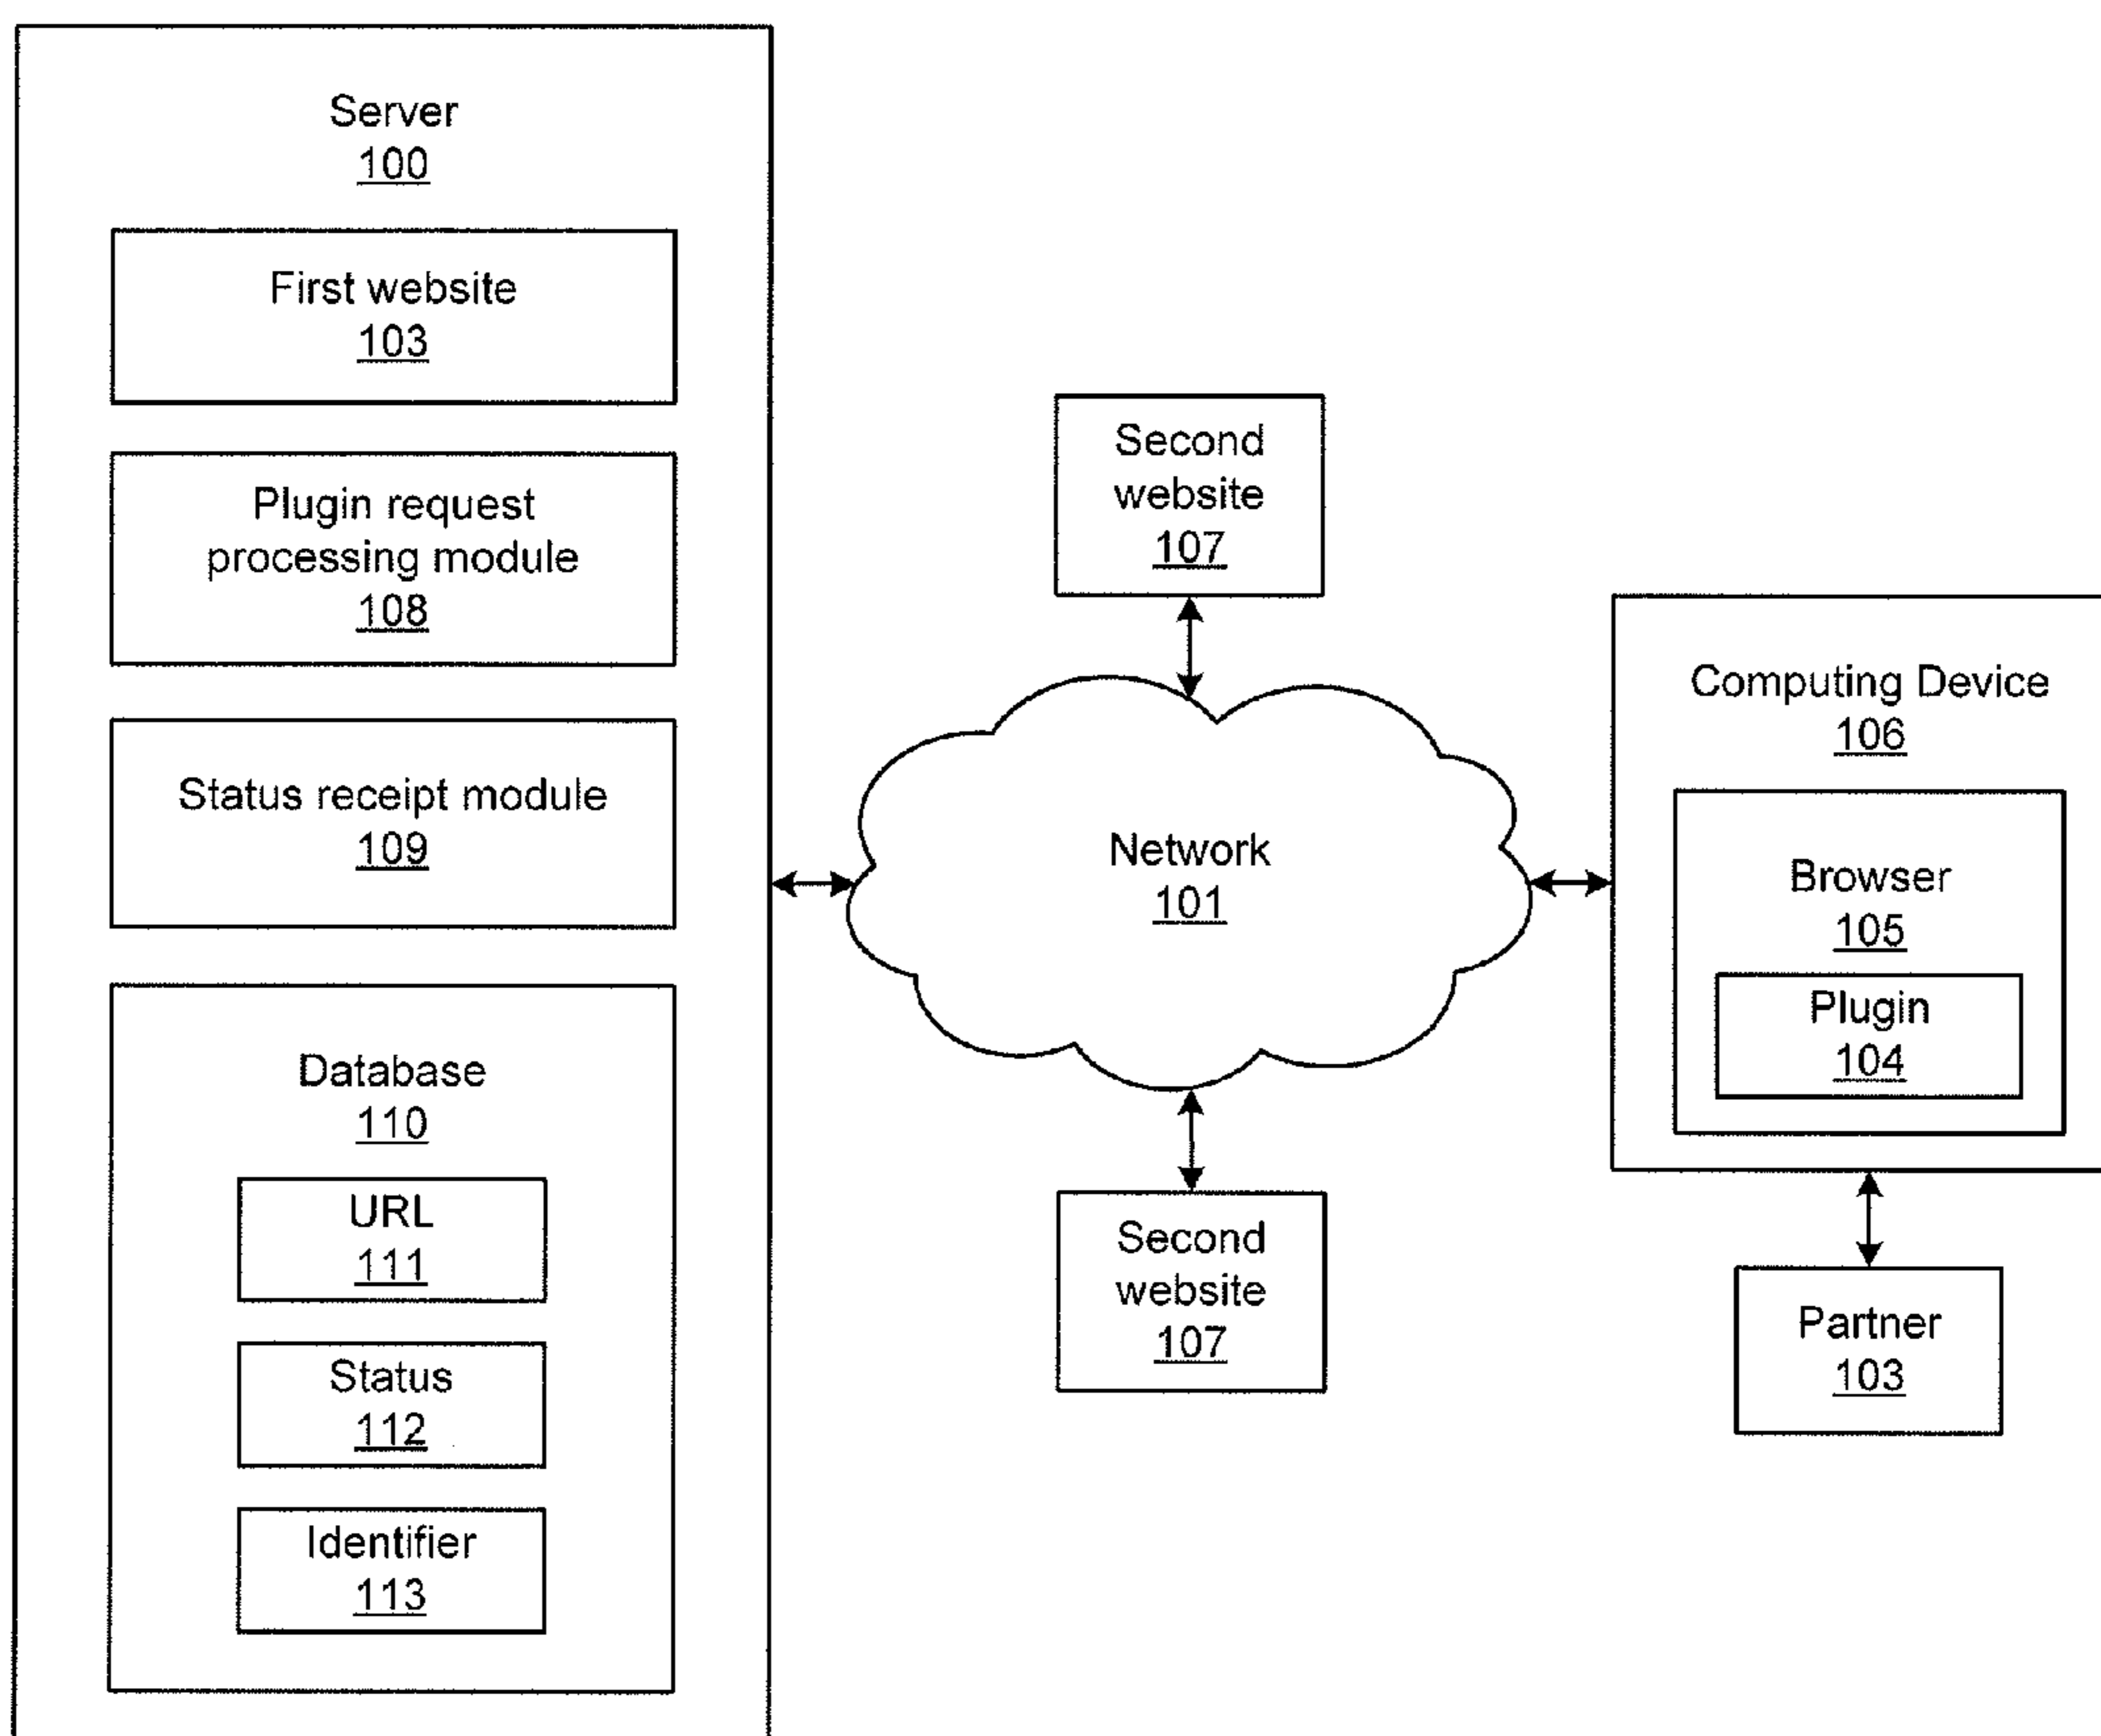 Server
100
First website
103
Plugin request
processing module
108
Status receipt module
109
Database
110
URL
111
Status
112
Identifier
113
Second
website
107
Network
101
Second
website
107
Computing Device
106
Browser
105
Plugin
104
Partner
103